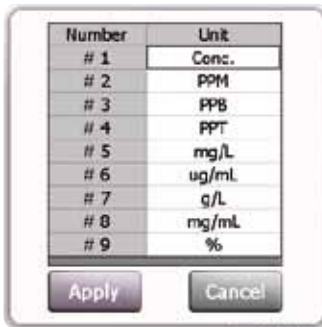 Number Unit
# 1 Conc.
# 2 PPM
# 3 PPB
# 4 PPT
# 5 mg/L
# 6 ug/mL
# 7 g/L
# 8 mg/mL
# 9 %
Apply Cancel